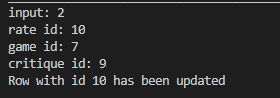 input: 2
rate id: 10
game id: 7
critique id: 9
Row with id 10 has been updated